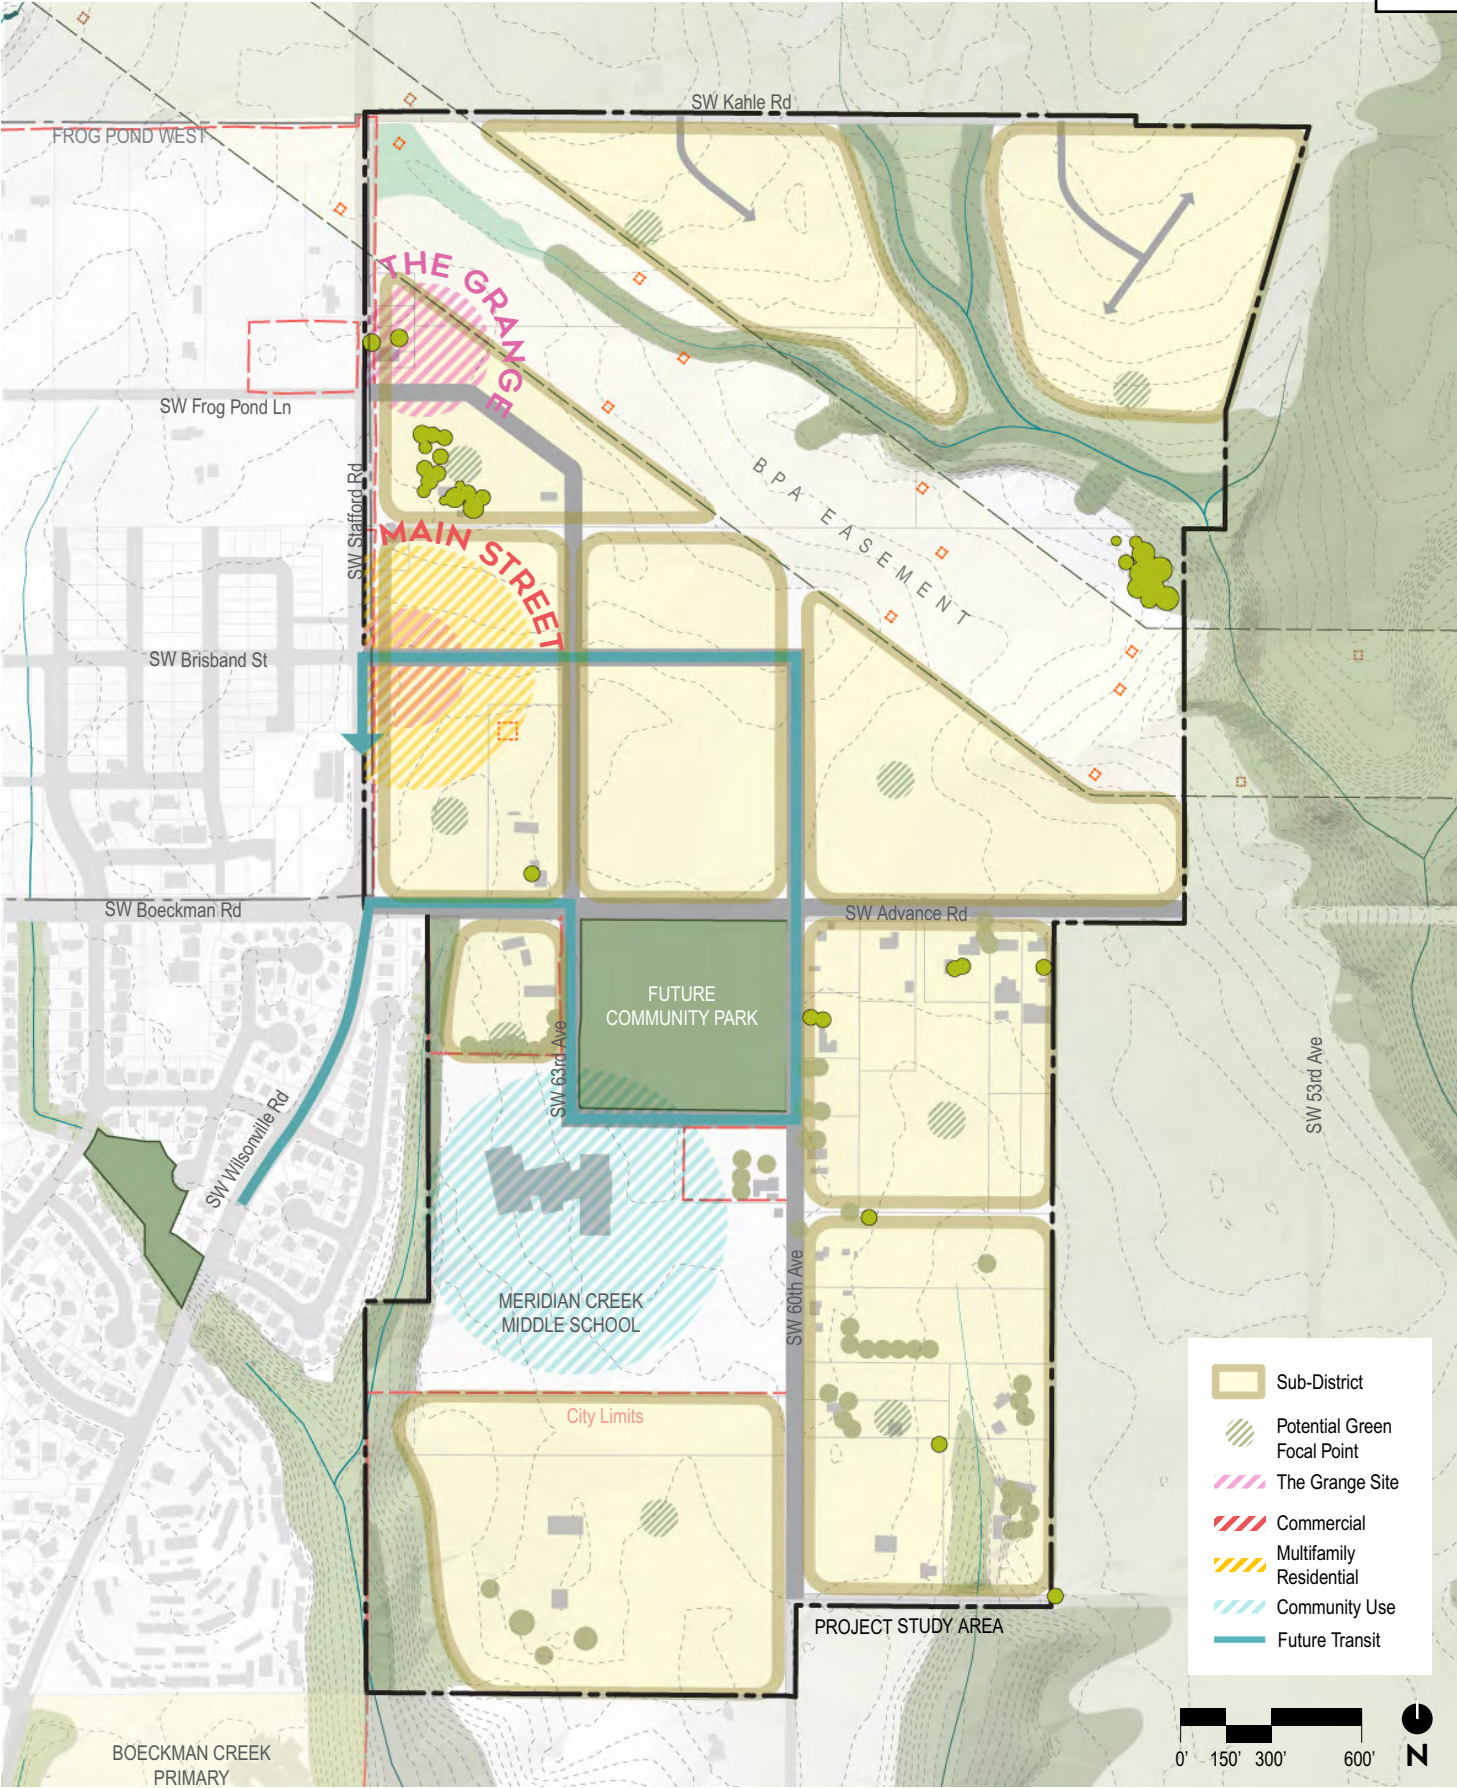 SW Kahle Rd
FROG POND WEST
THE GRANGE
SW Frog Pond Ln
SW Stafford Rd
BPA EASEMENT
MAIN STREET
SW Brisband St
SW Boeckman Rd
SW Advance Rd
FUTURE
COMMUNITY PARK
SW 63rd Ave
SW 53rd Ave
SW Wilsonville Rd
SW 60th Ave
MERIDIAN CREEK
MIDDLE SCHOOL
City Limits
PROJECT STUDY AREA
BOECKMAN CREEK
PRIMARY
Sub-District
Potential Green
Focal Point
The Grange Site
Commercial
Multifamily
Residential
Community Use
Future Transit
0' 150' 300' 600'
N